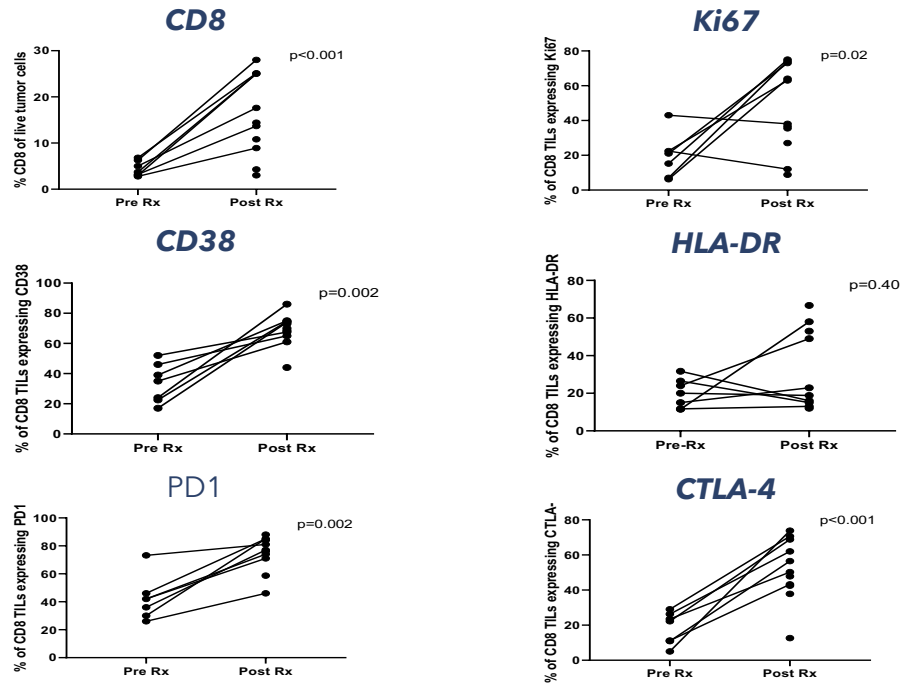 CD8
% CD8 of live tumor cells
30
20
10
0
p<0.001
Pre Rx
Post Rx
Ki67
% of CD8 TILs expressing Ki67
80
60
40
20
0
p=0.02
Pre Rx
Post Rx
CD38
% of CD8 TILs expressing CD38
100
80
60
40
20
0
p=0.002
Pre Rx
Post Rx
HLA-DR
% of CD8 TILs expressing HLA-DR
80
60
40
20
0
p=0.40
Pre-Rx
Post Rx
PD1
% of CD8 TILs expressing PD1
100
80
60
40
20
0
p=0.002
Pre Rx
Post Rx
CTLA-4
% of CD8 TILs expressing CTLA-
80
60
40
20
0
p<0.001
Pre Rx
Post Rx